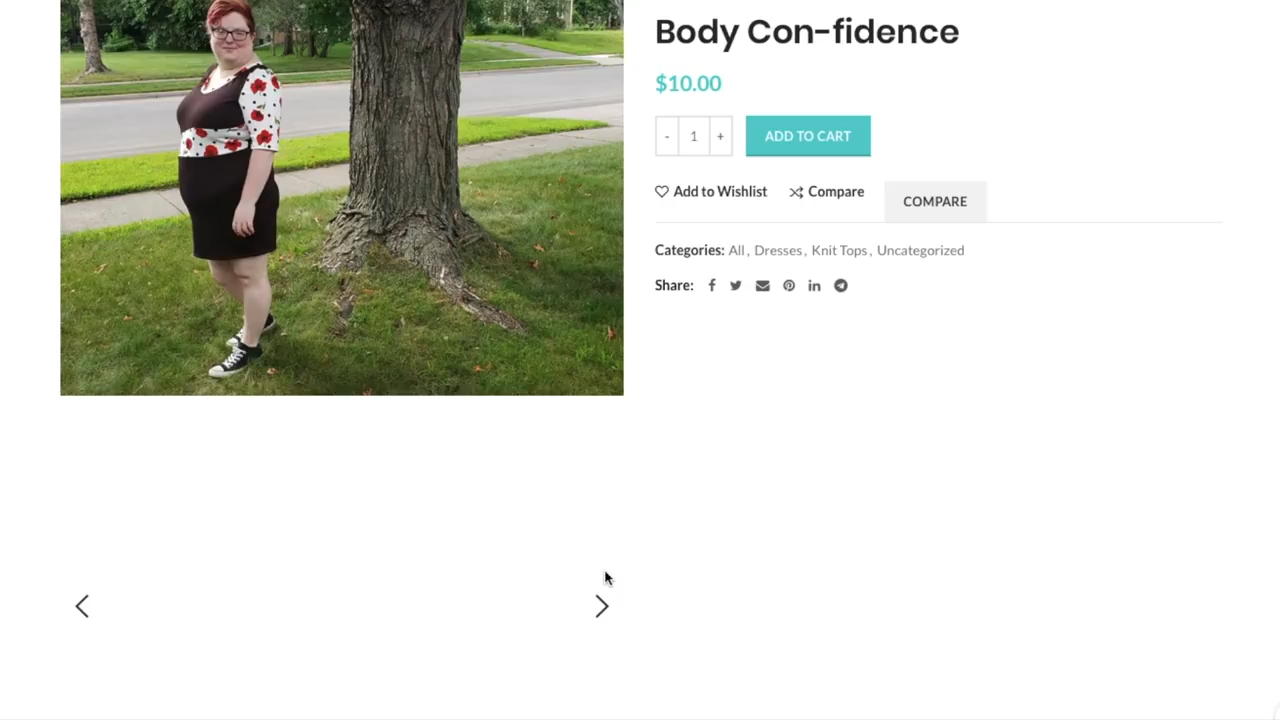 Body Con-fidence
$10.00
- 1 + ADD TO CART
Add to Wishlist Compare COMPARE
Categories: All, Dresses, Knit Tops, Uncategorized
Share: